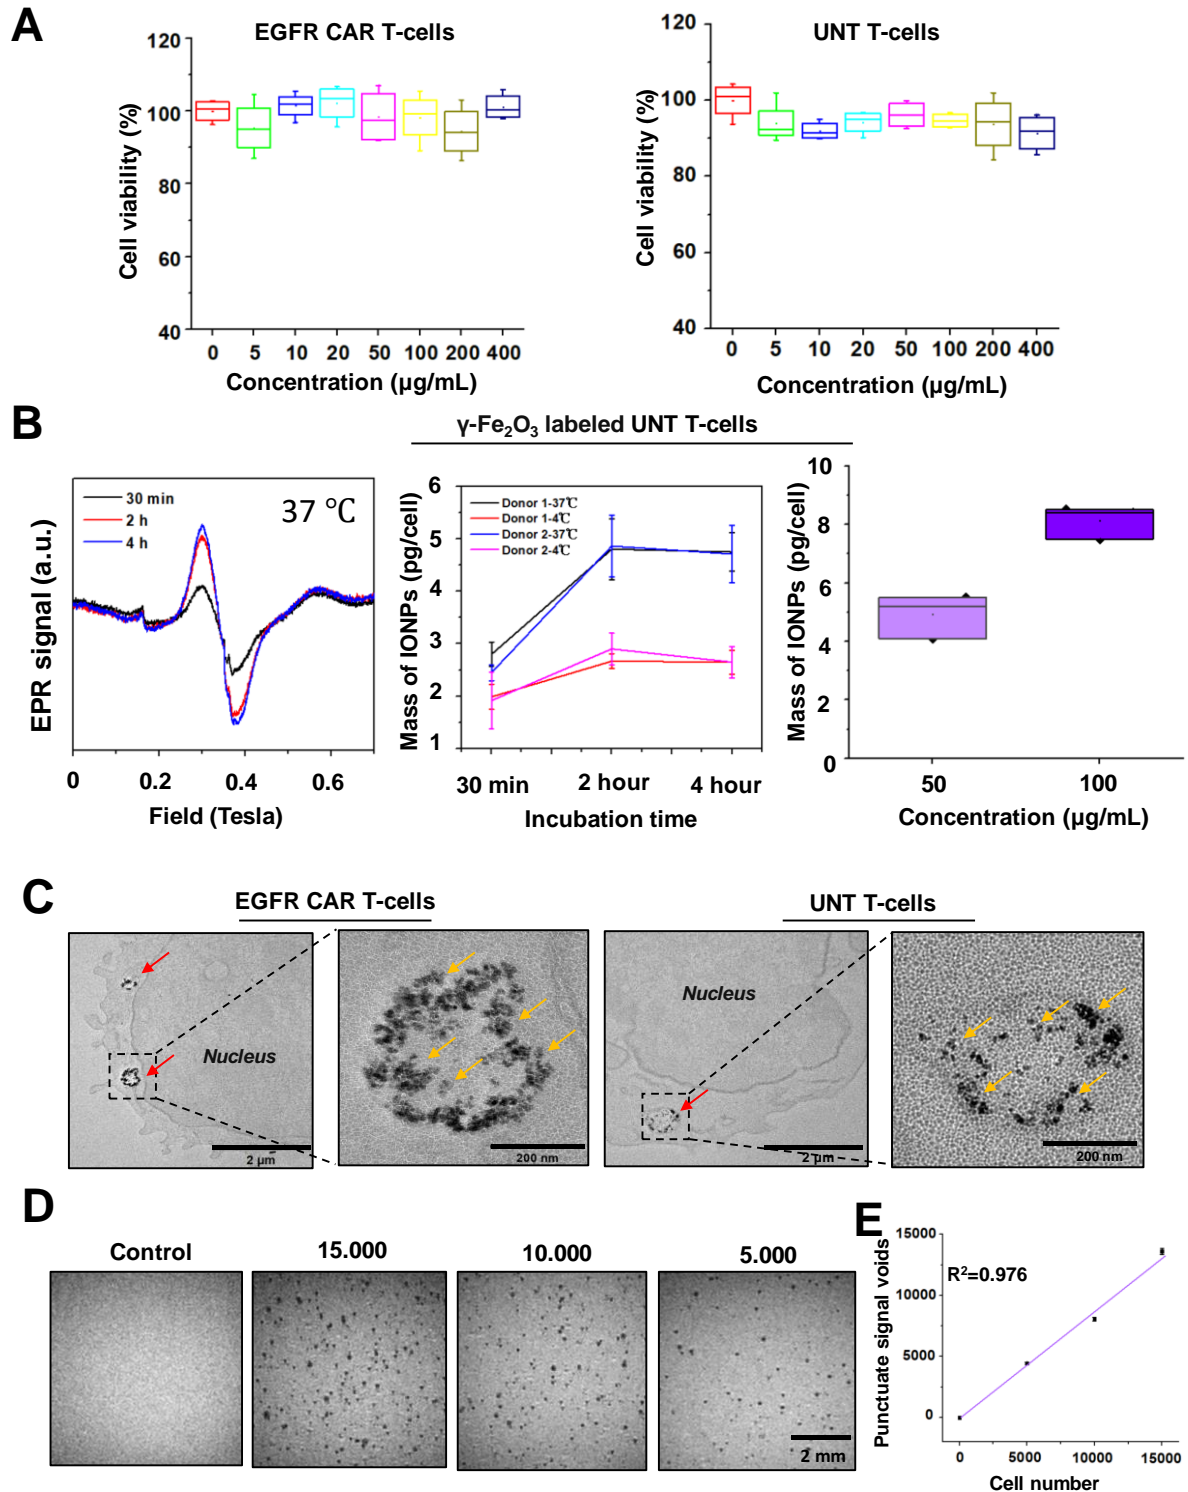 A
EGFR CAR T-cells
UNT T-cells
Cell viability (%)
120
100
80
60
40
0 5 10 20 50 100 200 400
Concentration (µg/mL)
Cell viability (%)
120
100
80
60
40
0 5 10 20 50 100 200 400
Concentration (µg/mL)
B
γ-Fe2O3 labeled UNT T-cells
EPR signal (a.u.)
30 min
2 h
4 h
37 ℃
0 0.2 0.4 0.6
Field (Tesla)
Mass of IONPs (pg/cell)
6
5
4
3
2
1
Donor 1-37℃
Donor 1-4℃
Donor 2-37℃
Donor 2-4℃
30 min 2 hour 4 hour
Incubation time
Mass of IONPs (pg/cell)
10
8
6
4
2
0
50 100
Concentration (µg/mL)
C
EGFR CAR T-cells
UNT T-cells
Nucleus
2 µm
200 nm
Nucleus
2 µm
200 nm
D
Control
15.000
10.000
5.000
2 mm
E
Punctuate signal voids
15000
10000
5000
0
R²=0.976
0 5000 10000 15000
Cell number